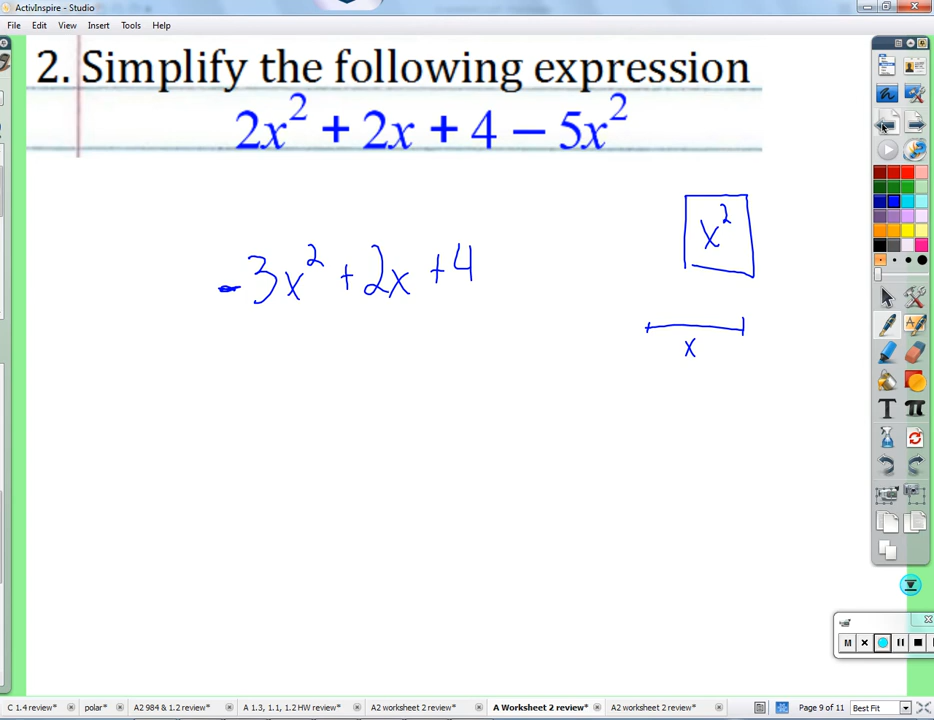 ActivInspire - Studio
File Edit View Insert Tools Help
2. Simplify the following expression
2x² + 2x + 4 − 5x²
x²
-3x² + 2x + 4
x
C 1.4 review* polar* A2 984 & 1.2 review* A 1.3, 1.1, 1.2 HW review* A2 worksheet 2 review* A Worksheet 2 review* A2 worksheet 2 review* Page 9 of 11 Best Fit